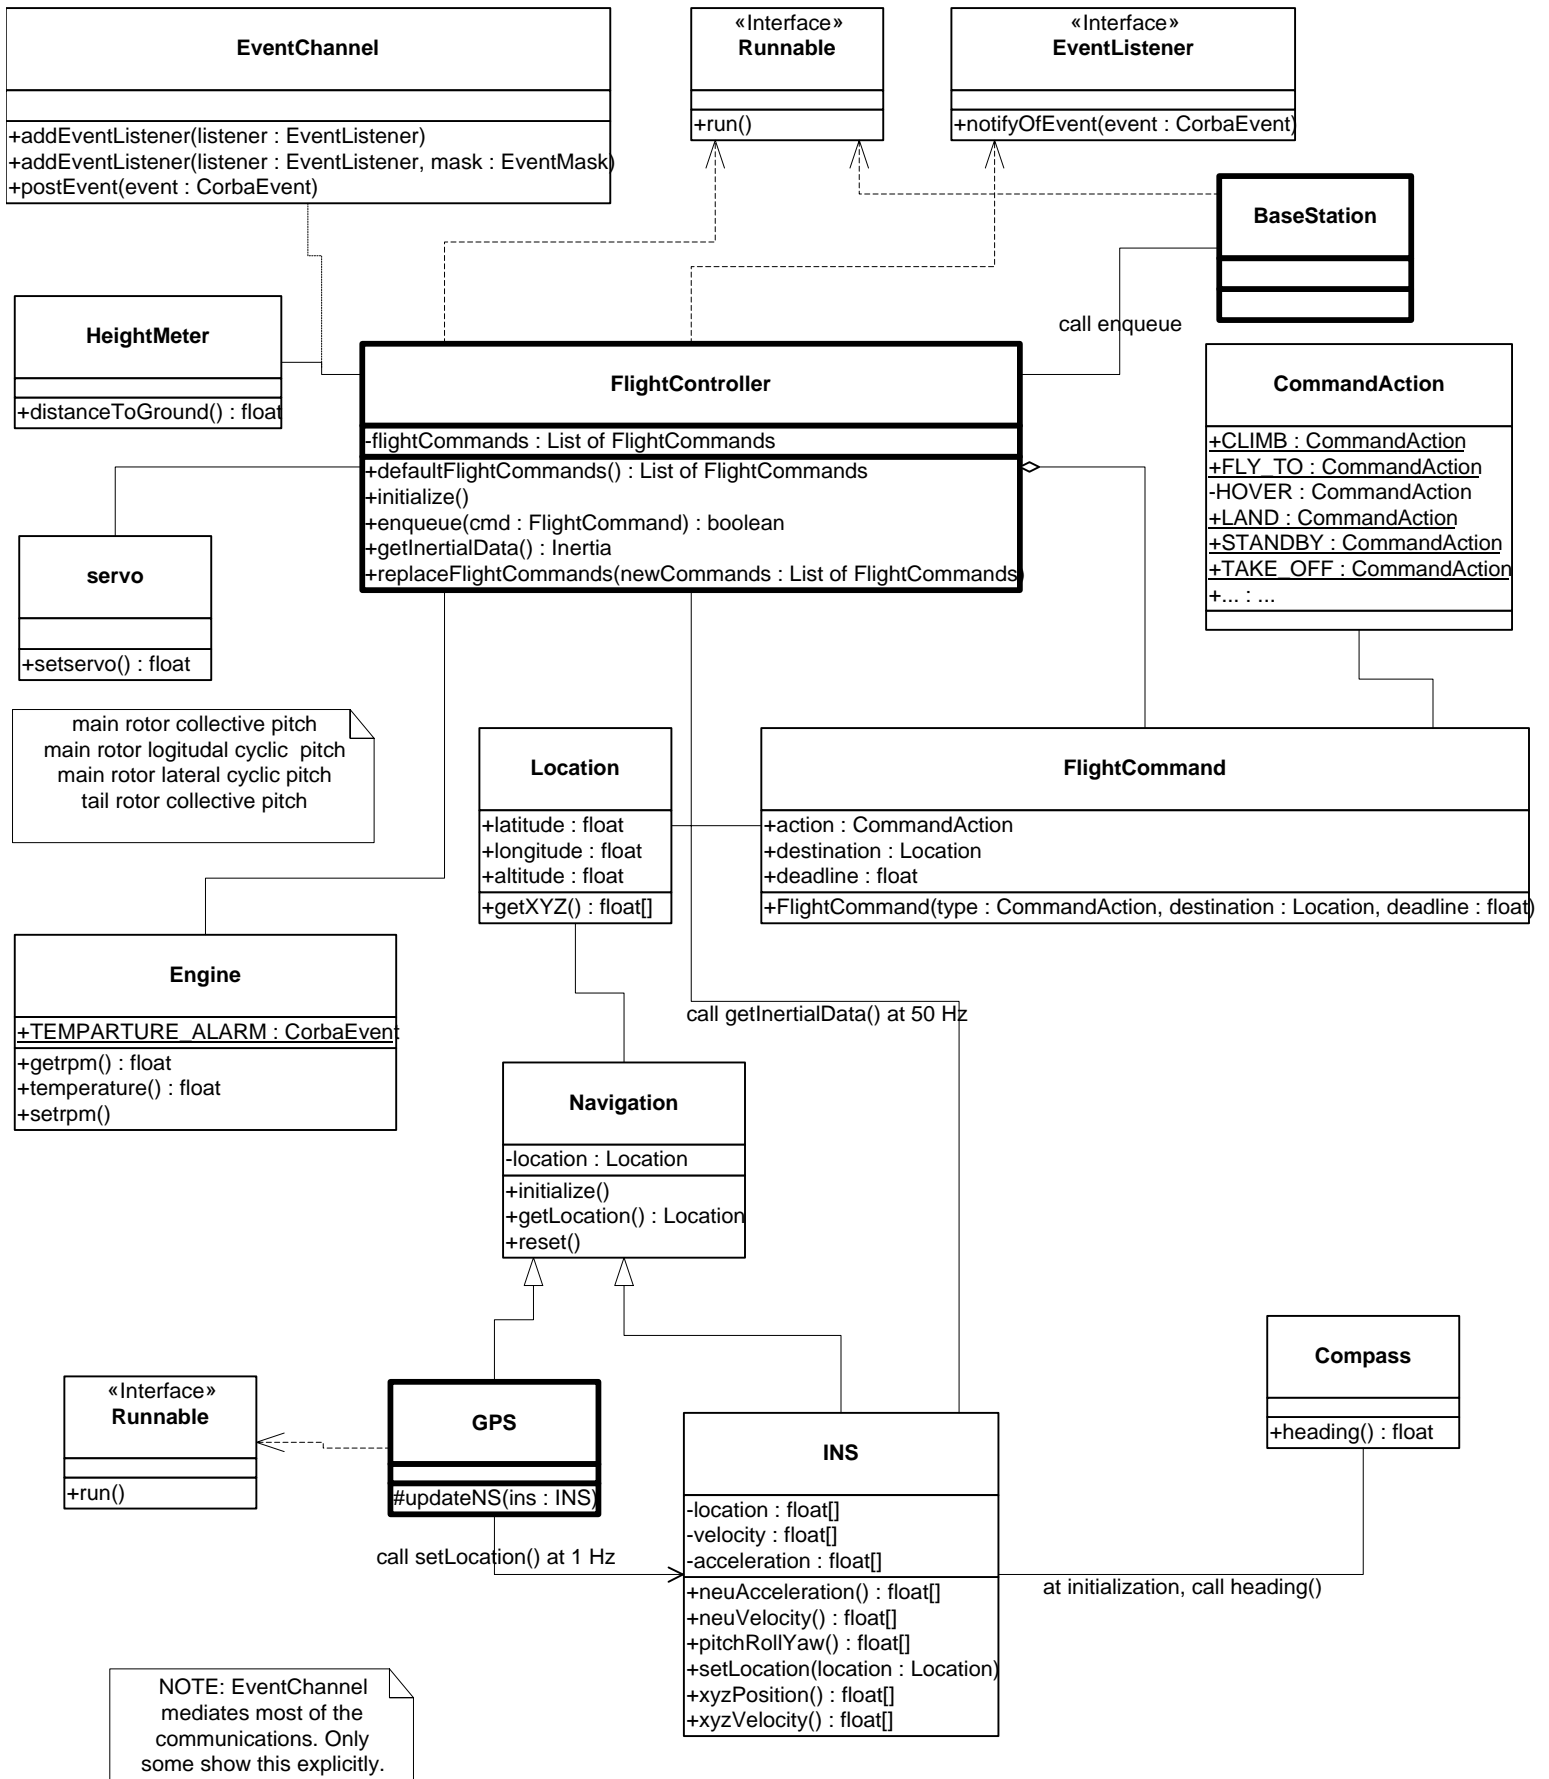 EventChannel
+addEventListener(listener : EventListener)
+addEventListener(listener : EventListener, mask : EventMask)
+postEvent(event : CorbaEvent)
«Interface»
Runnable
+run()
«Interface»
EventListener
+notifyOfEvent(event : CorbaEvent)
BaseStation
call enqueue
HeightMeter
+distanceToGround() : float
FlightController
-flightCommands : List of FlightCommands
+defaultFlightCommands() : List of FlightCommands
+initialize()
+enqueue(cmd : FlightCommand) : boolean
+getInertialData() : Inertia
+replaceFlightCommands(newCommands : List of FlightCommands)
CommandAction
+CLIMB : CommandAction
+FLY_TO : CommandAction
-HOVER : CommandAction
+LAND : CommandAction
+STANDBY : CommandAction
+TAKE_OFF : CommandAction
+... : ...
servo
+setservo() : float
main rotor collective pitch
main rotor logitudal cyclic pitch
main rotor lateral cyclic pitch
tail rotor collective pitch
Location
+latitude : float
+longitude : float
+altitude : float
+getXYZ() : float[]
FlightCommand
+action : CommandAction
+destination : Location
+deadline : float
+FlightCommand(type : CommandAction, destination : Location, deadline : float)
Engine
+TEMPARTURE_ALARM : CorbaEvent
+getrpm() : float
+temperature() : float
+setrpm()
call getInertialData() at 50 Hz
Navigation
-location : Location
+initialize()
+getLocation() : Location
+reset()
«Interface»
Runnable
+run()
GPS
#updateNS(ins : INS)
call setLocation() at 1 Hz
INS
-location : float[]
-velocity : float[]
-acceleration : float[]
+neuAcceleration() : float[]
+neuVelocity() : float[]
+pitchRollYaw() : float[]
+setLocation(location : Location)
+xyzPosition() : float[]
+xyzVelocity() : float[]
Compass
+heading() : float
at initialization, call heading()
NOTE: EventChannel
mediates most of the
communications. Only
some show this explicitly.